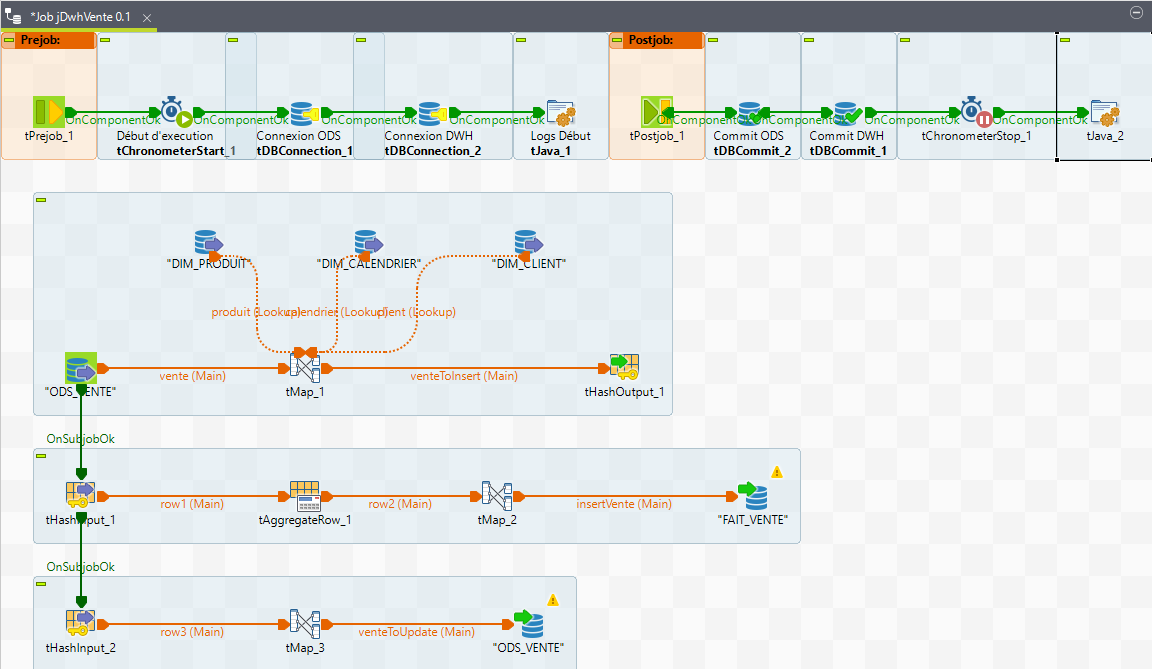 *Job jDwhVente 0.1
Prejob:
Postjob:
OnComponentOk OnComponentOk OnComponentOk OnComponentOk OnComponentOk OnComponentOk OnComponentOk OnComponentOk
tPrejob_1 Début d'execution Connexion ODS Connexion DWH Logs Début tPostjob_1 Commit ODS Commit DWH tChronometerStop_1 tJava_2
tChronometerStart_1 tDBConnection_1 tDBConnection_2 tJava_1 tDBCommit_2 tDBCommit_1
"DIM_PRODUIT" "DIM_CALENDRIER" "DIM_CLIENT"
produit (Lookup) calendrier (Lookup) client (Lookup)
vente (Main) venteToInsert (Main)
"ODS_VENTE" tMap_1 tHashOutput_1
OnSubjobOk
row1 (Main) row2 (Main) insertVente (Main)
tHashInput_1 tAggregateRow_1 tMap_2 "FAIT_VENTE"
OnSubjobOk
row3 (Main) venteToUpdate (Main)
tHashInput_2 tMap_3 "ODS_VENTE"